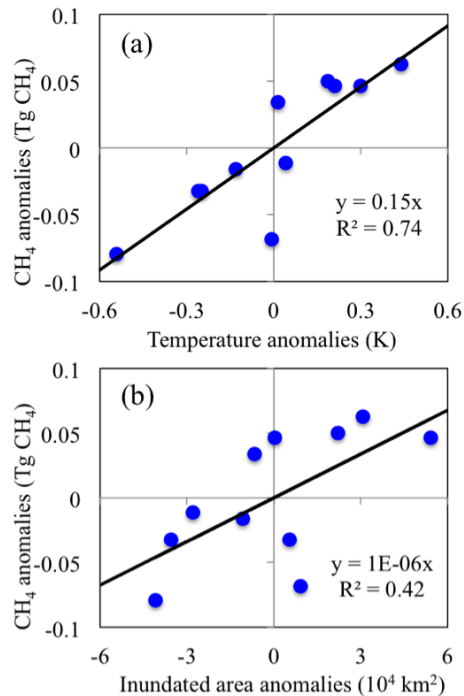 (a)
CH₄ anomalies (Tg CH₄)
0.1
0.05
0
-0.05
-0.1
y = 0.15x
R² = 0.74
-0.6 -0.3 0 0.3 0.6
Temperature anomalies (K)
(b)
CH₄ anomalies (Tg CH₄)
0.1
0.05
0
-0.05
-0.1
y = 1E-06x
R² = 0.42
-6 -3 0 3 6
Inundated area anomalies (10⁴ km²)